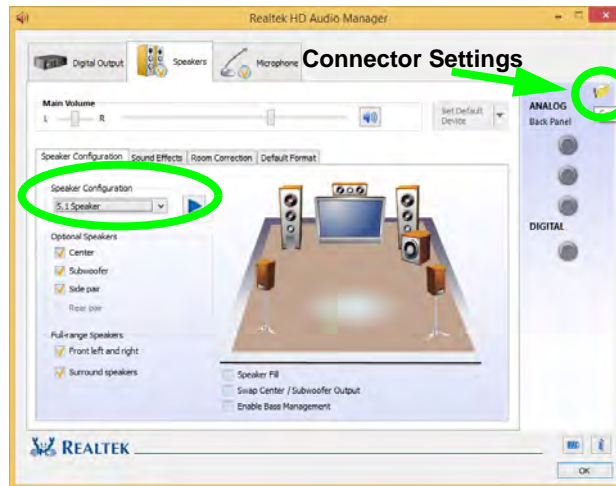 Realtek HD Audio Manager
Digital Output
Speakers
Microphone
Connector Settings
Main Volume
L
R
Set Default
Device
ANALOG
Back Panel
Speaker Configuration
Sound Effects
Room Correction
Default Format
Speaker Configuration
5.1 Speaker
Optional Speakers
Center
Subwoofer
Side pair
Rear pair
DIGITAL
Full-range Speakers
Front left and right
Surround speakers
Speaker Fill
Swap Center / Subwoofer Output
Enable Bass Management
REALTEK
i
OK